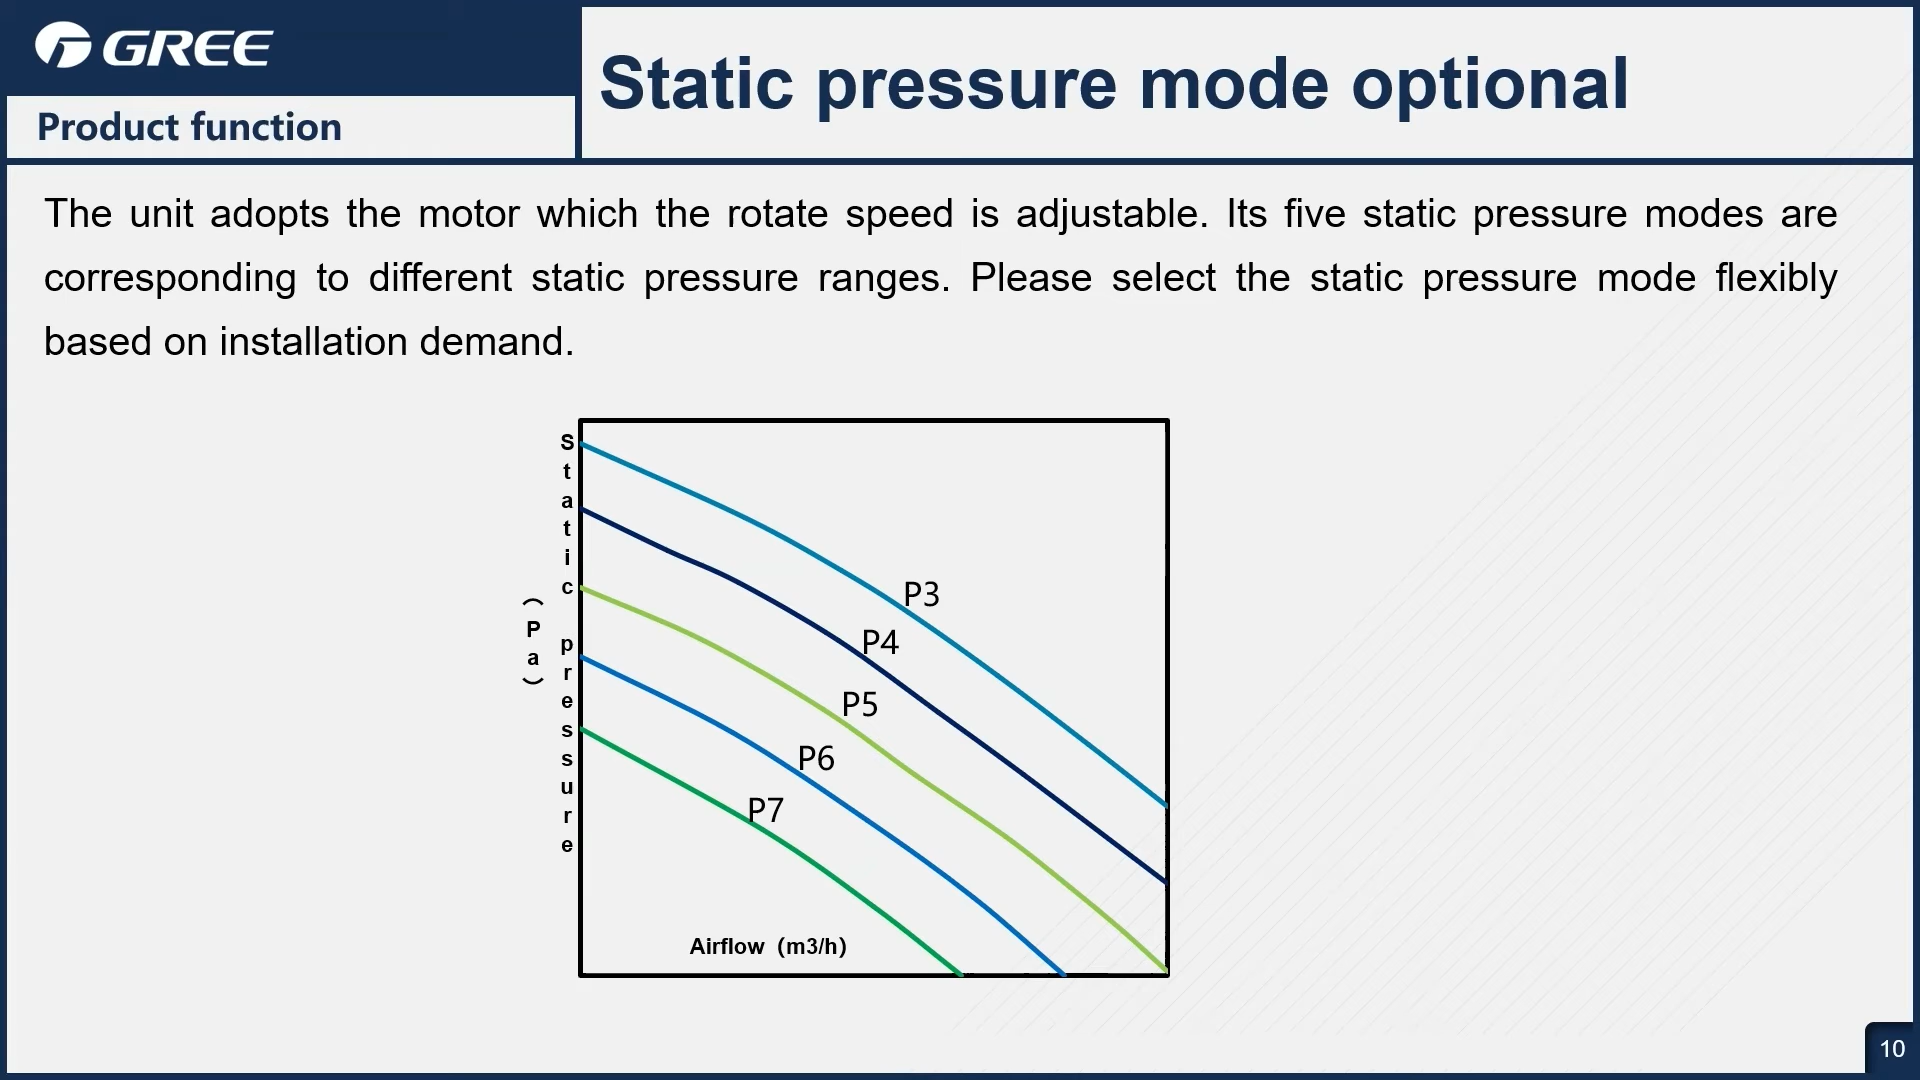 GREE
Product function
Static pressure mode optional
The unit adopts the motor which the rotate speed is adjustable. Its five static pressure modes are
corresponding to different static pressure ranges. Please select the static pressure mode flexibly
based on installation demand.
Static pressure
(Pa)
P3
P4
P5
P6
P7
Airflow (m3/h)
10